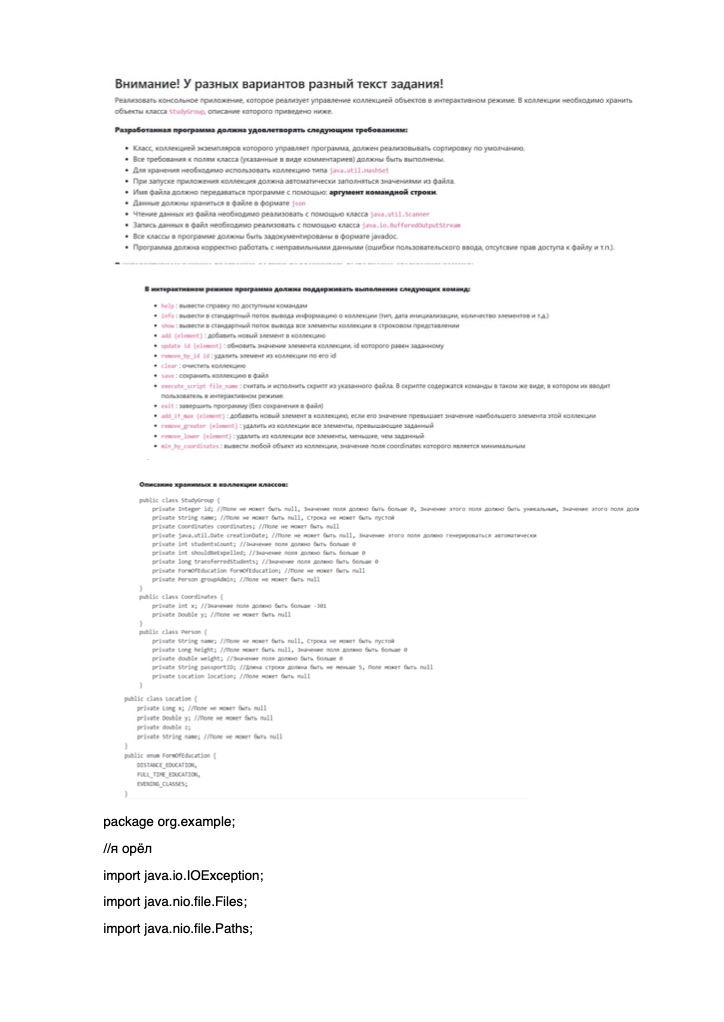 Внимание! У разных вариантов разный текст задания!
Реализовать консольное приложение, которое реализует управление коллекцией объектов в интерактивном режиме. В коллекции необходимо хранить
объекты класса StudyGroup, описание которого приведено ниже.
Разработанная программа должна удовлетворять следующим требованиям:
• Класс, коллекцией экземпляров которого управляет программа, должен реализовывать сортировку по умолчанию.
• Все требования к полям класса (указанные в виде комментариев) должны быть выполнены.
• Для хранения необходимо использовать коллекцию типа java.util.HashSet
• При запуске приложения коллекция должна автоматически заполняться значениями из файла.
• Имя файла должно передаваться программе с помощью: аргумент командной строки.
• Данные должны храниться в файле в формате json
• Чтение данных из файла необходимо реализовать с помощью класса java.util.Scanner
• Запись данных в файл необходимо реализовать с помощью класса java.io.BufferedOutputStream
• Все классы в программе должны быть задокументированы в формате javadoc.
• Программа должна корректно работать с неправильными данными (ошибки пользовательского ввода, отсутсвие прав доступа к файлу и т.п.).
В интерактивном режиме программа должна поддерживать выполнение следующих команд:
• help : вывести справку по доступным командам
• info : вывести в стандартный поток вывода информацию о коллекции (тип, дата инициализации, количество элементов и т.д.)
• show : вывести в стандартный поток вывода все элементы коллекции в строковом представлении
• add {element} : добавить новый элемент в коллекцию
• update id {element} : обновить значение элемента коллекции, id которого равен заданному
• remove_by_id id : удалить элемент из коллекции по его id
• clear : очистить коллекцию
• save : сохранить коллекцию в файл
• execute_script file_name : считать и исполнить скрипт из указанного файла. В скрипте содержатся команды в таком же виде, в котором их вводит
пользователь в интерактивном режиме.
• exit : завершить программу (без сохранения в файл)
• add_if_max {element} : добавить новый элемент в коллекцию, если его значение превышает значение наибольшего элемента этой коллекции
• remove_greater {element} : удалить из коллекции все элементы, превышающие заданный
• remove_lower {element} : удалить из коллекции все элементы, меньшие, чем заданный
• min_by_coordinates : вывести любой объект из коллекции, значение поля coordinates которого является минимальным
Описание хранимых в коллекции классов:
public class StudyGroup {
private Integer id; //Поле не может быть null, Значение поля должно быть больше 0, Значение этого поля должно быть уникальным, Значение этого поля долж
private String name; //Поле не может быть null, Строка не может быть пустой
private Coordinates coordinates; //Поле не может быть null
private java.util.Date creationDate; //Поле не может быть null, Значение этого поля должно генерироваться автоматически
private int studentsCount; //Значение поля должно быть больше 0
private int shouldBeExpelled; //Значение поля должно быть больше 0
private long transferredStudents; //Значение поля должно быть больше 0
private FormOfEducation formOfEducation; //Поле не может быть null
private Person groupAdmin; //Поле не может быть null
}
public class Coordinates {
private int x; //Значение поля должно быть больше -301
private Double y; //Поле не может быть null
}
public class Person {
private String name; //Поле не может быть null, Строка не может быть пустой
private Long height; //Поле не может быть null, Значение поля должно быть больше 0
private double weight; //Значение поля должно быть больше 0
private String passportID; //Длина строки должна быть не меньше 5, Поле может быть null
private Location location; //Поле может быть null
}
public class Location {
private Long x; //Поле не может быть null
private Double y; //Поле не может быть null
private double z;
private String name; //Поле не может быть null
}
public enum FormOfEducation {
DISTANCE_EDUCATION,
FULL_TIME_EDUCATION,
EVENING_CLASSES;
}
package org.example;
//я орёл
import java.io.IOException;
import java.nio.file.Files;
import java.nio.file.Paths;